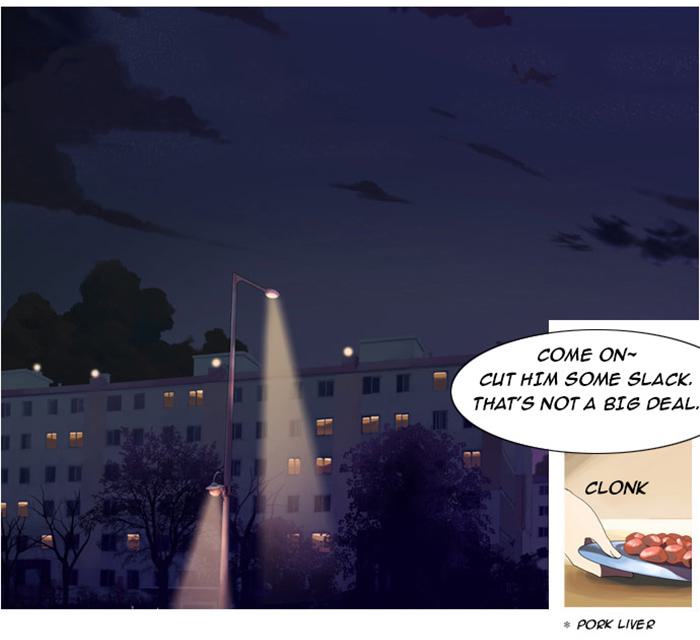 COME ON~
CUT HIM SOME SLACK.
THAT'S NOT A BIG DEAL.
CLONK
* PORK LIVER